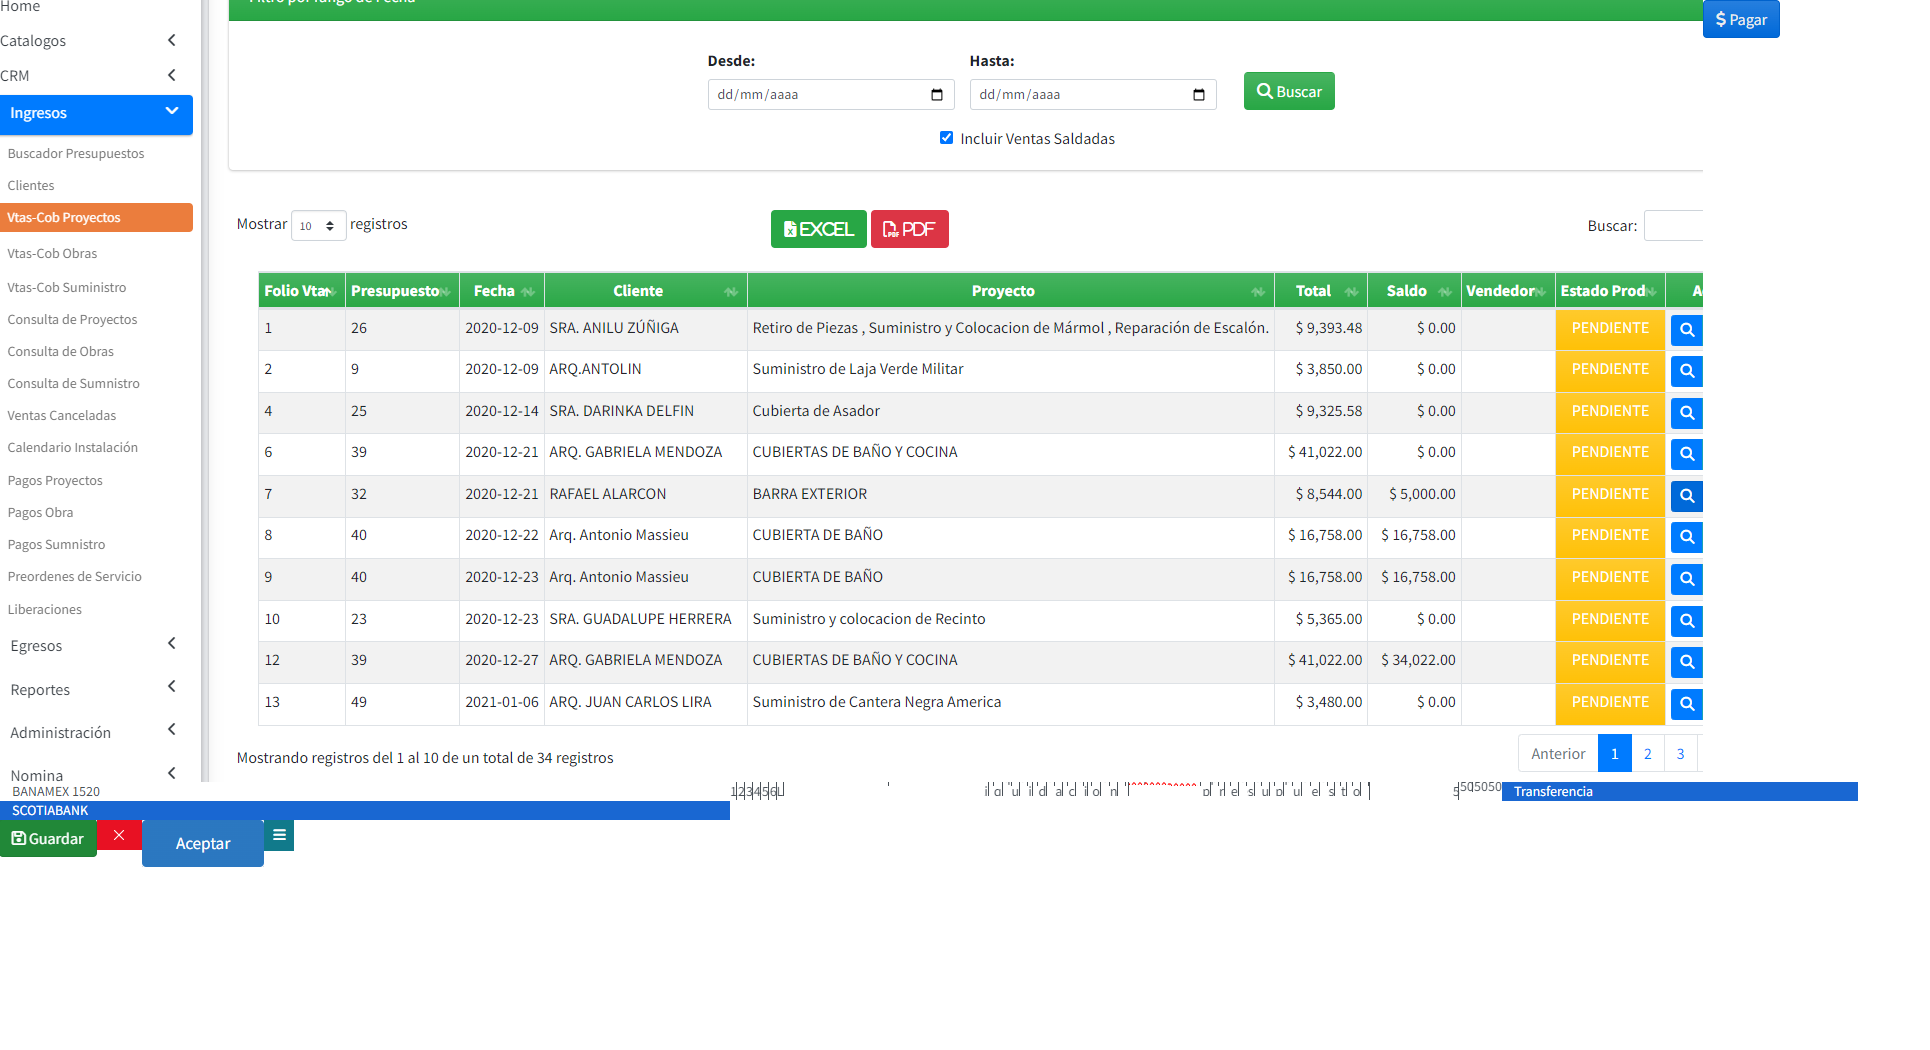 Home
Catalogos
CRM
Ingresos
Buscador Presupuestos
Clientes
Vtas-Cob Proyectos
Vtas-Cob Obras
Vtas-Cob Suministro
Consulta de Proyectos
Consulta de Obras
Consulta de Sumnistro
Ventas Canceladas
Calendario Instalación
Pagos Proyectos
Pagos Obra
Pagos Sumnistro
Preordenes de Servicio
Liberaciones
Egresos
Reportes
Administración
Nomina
$ Pagar
Desde: Hasta:
dd/mm/aaaa dd/mm/aaaa Buscar
Incluir Ventas Saldadas
Mostrar 10 registros EXCEL PDF Buscar:
Folio Vta Presupuesto Fecha Cliente Proyecto Total Saldo Vendedor Estado Prod
1 26 2020-12-09 SRA. ANILU ZÚÑIGA Retiro de Piezas , Suministro y Colocacion de Mármol , Reparación de Escalón. $ 9,393.48 $ 0.00 PENDIENTE
2 9 2020-12-09 ARQ.ANTOLIN Suministro de Laja Verde Militar $ 3,850.00 $ 0.00 PENDIENTE
4 25 2020-12-14 SRA. DARINKA DELFIN Cubierta de Asador $ 9,325.58 $ 0.00 PENDIENTE
6 39 2020-12-21 ARQ. GABRIELA MENDOZA CUBIERTAS DE BAÑO Y COCINA $ 41,022.00 $ 0.00 PENDIENTE
7 32 2020-12-21 RAFAEL ALARCON BARRA EXTERIOR $ 8,544.00 $ 5,000.00 PENDIENTE
8 40 2020-12-22 Arq. Antonio Massieu CUBIERTA DE BAÑO $ 16,758.00 $ 16,758.00 PENDIENTE
9 40 2020-12-23 Arq. Antonio Massieu CUBIERTA DE BAÑO $ 16,758.00 $ 16,758.00 PENDIENTE
10 23 2020-12-23 SRA. GUADALUPE HERRERA Suministro y colocacion de Recinto $ 5,365.00 $ 0.00 PENDIENTE
12 39 2020-12-27 ARQ. GABRIELA MENDOZA CUBIERTAS DE BAÑO Y COCINA $ 41,022.00 $ 34,022.00 PENDIENTE
13 49 2021-01-06 ARQ. JUAN CARLOS LIRA Suministro de Cantera Negra America $ 3,480.00 $ 0.00 PENDIENTE
Mostrando registros del 1 al 10 de un total de 34 registros Anterior 1 2 3
BANAMEX 1520 Transferencia
SCOTIABANK
Guardar Aceptar